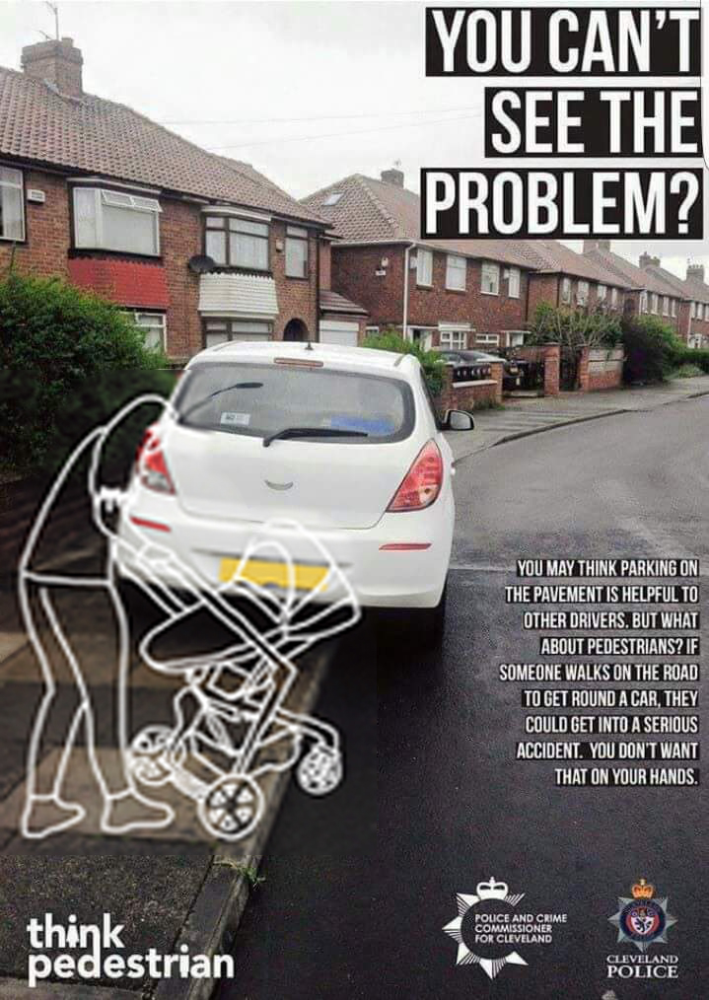 YOU CAN'T
SEE THE
PROBLEM?
YOU MAY THINK PARKING ON
THE PAVEMENT IS HELPFUL TO
OTHER DRIVERS. BUT WHAT
ABOUT PEDESTRIANS? IF
SOMEONE WALKS ON THE ROAD
TO GET ROUND A CAR, THEY
COULD GET INTO A SERIOUS
ACCIDENT. YOU DON'T WANT
THAT ON YOUR HANDS.
think
pedestrian
POLICE AND CRIME
COMMISSIONER
FOR CLEVELAND
CLEVELAND
POLICE